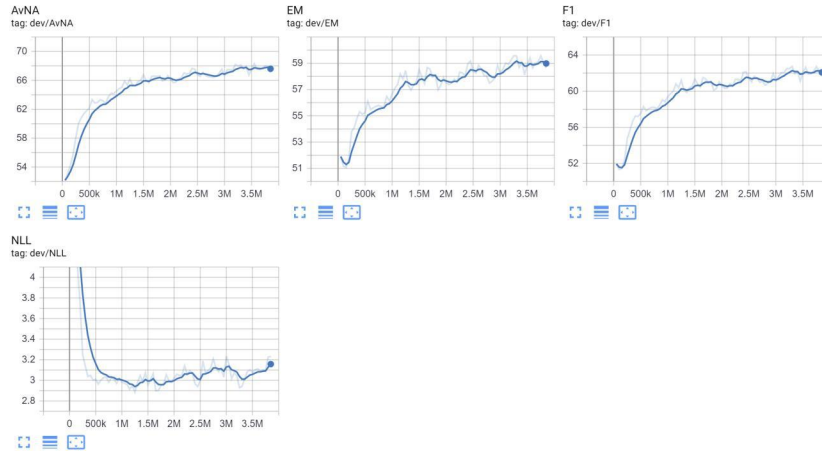 AvNA
tag: dev/AvNA
70
66
62
58
54
0 500k 1M 1.5M 2M 2.5M 3M 3.5M
EM
tag: dev/EM
59
57
55
53
51
0 500k 1M 1.5M 2M 2.5M 3M 3.5M
F1
tag: dev/F1
64
60
56
52
0 500k 1M 1.5M 2M 2.5M 3M 3.5M
NLL
tag: dev/NLL
4
3.8
3.6
3.4
3.2
3
2.8
0 500k 1M 1.5M 2M 2.5M 3M 3.5M